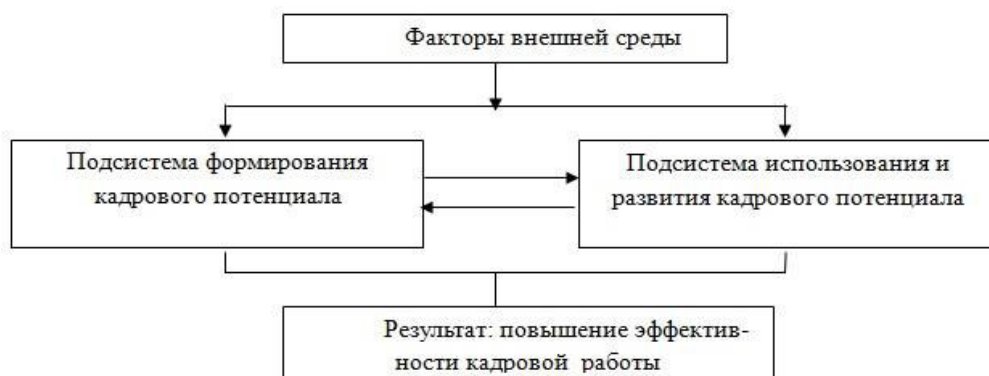 Факторы внешней среды
Подсистема формирования
кадрового потенциала
Подсистема использования и
развития кадрового потенциала
Результат: повышение эффектив-
ности кадровой работы